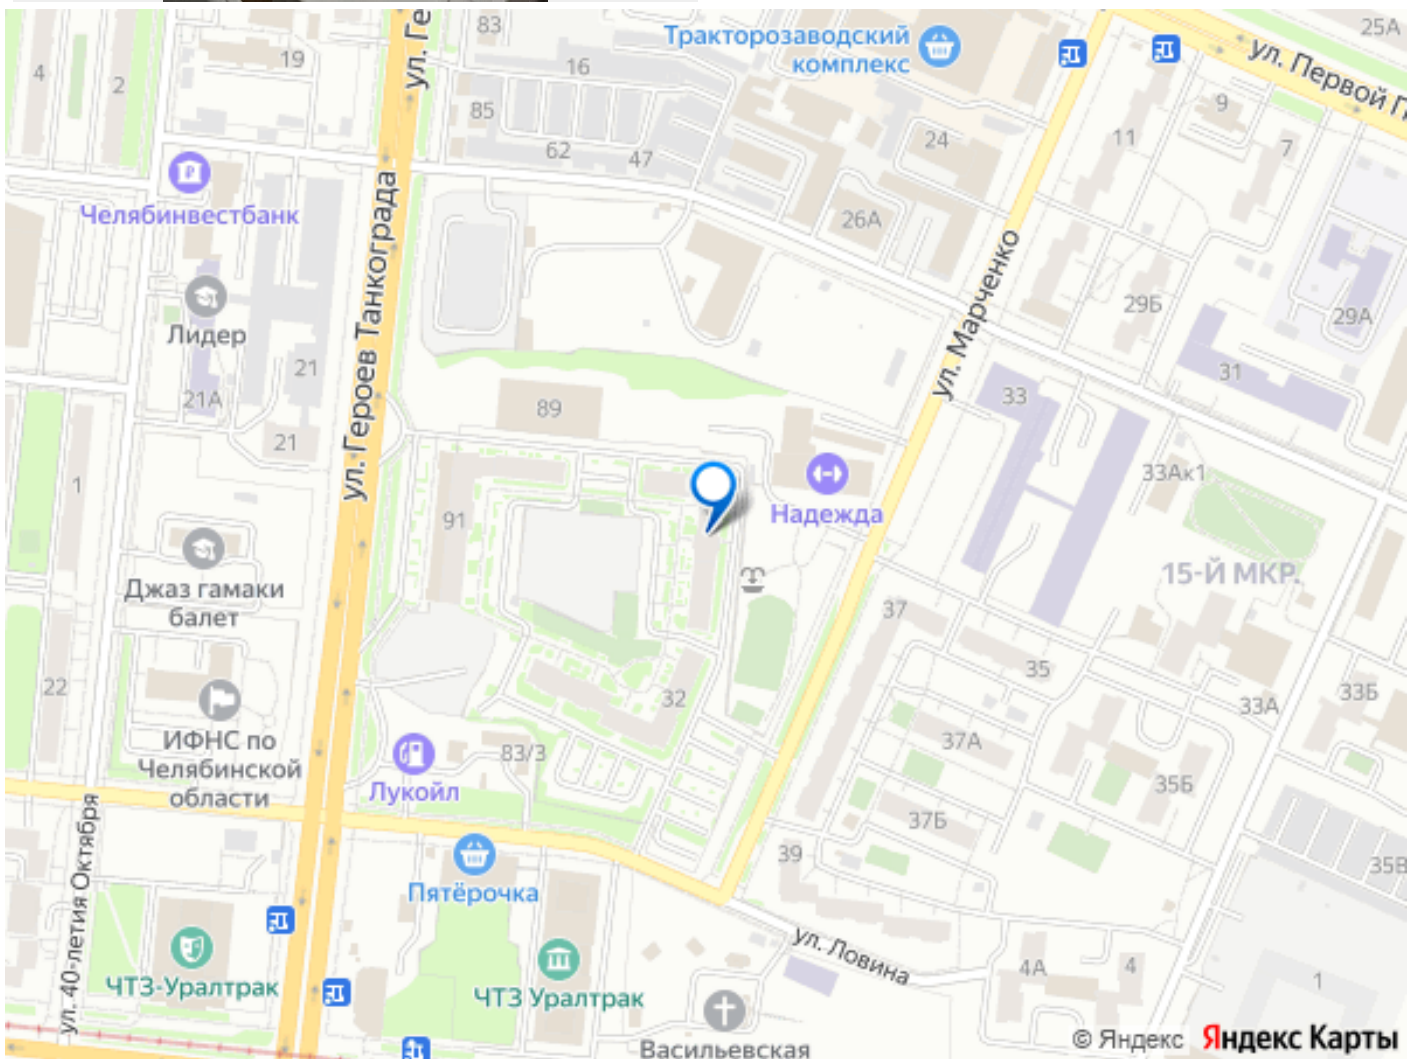 83
ул. Ге
Тракторозаводский
комплекс
25А
ул. Первой П
4
2
19
16
85
62
47
24
9
11
7
Челябинвестбанк
26А
29Б
29А
ул. Героев Танкограда
ул. Марченко
Лидер
21
21А
21
89
33
31
1
91
Надежда
33Ак1
15-Й МКР.
Джаз гамаки
балет
37
35
22
32
33А
33Б
ИФНС по
Челябинской
области
83/3
Лукойл
37А
35Б
37Б
39
35В
ул. 40-летия Октября
Пятёрочка
ул. Ловина
4А
4
1
ЧТЗ-Уралтрак
ЧТЗ Уралтрак
Васильевская
© Яндекс Яндекс Карты